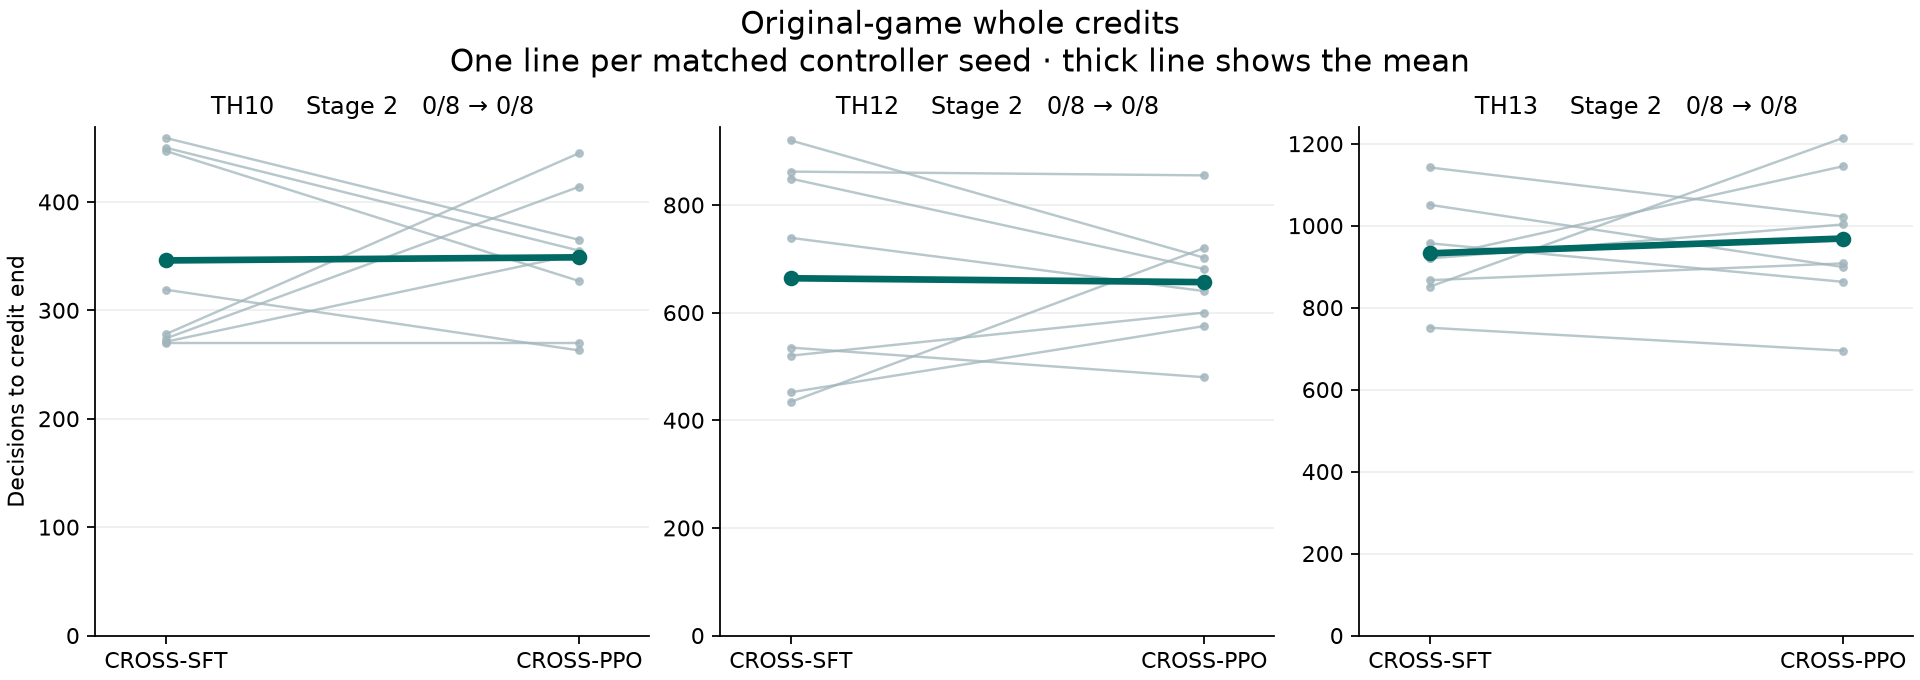 Original-game whole credits
One line per matched controller seed · thick line shows the mean
TH10 Stage 2 0/8 → 0/8
TH12 Stage 2 0/8 → 0/8
TH13 Stage 2 0/8 → 0/8
Decisions to credit end
400
300
200
100
0
CROSS-SFT
CROSS-PPO
800
600
400
200
0
CROSS-SFT
CROSS-PPO
1200
1000
800
600
400
200
0
CROSS-SFT
CROSS-PPO